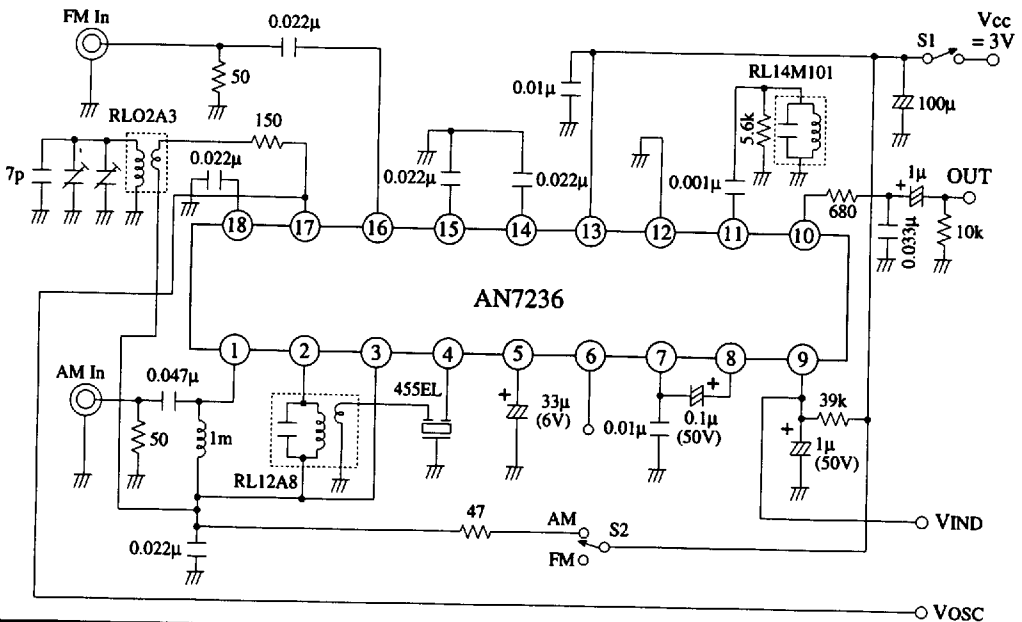 FM In
0.022μ
50
RLO2A3
150
0.022μ
7p
0.022μ
0.022μ
0.01μ
S1
Vcc
= 3V
RL14M101
100μ
5.6k
0.001μ
680
1μ
+
OUT
0.033μ
10k
18
17
16
15
14
13
12
11
10
AN7236
1
2
3
4
5
6
7
8
9
AM In
0.047μ
50
1m
RL12A8
455EL
+
33μ
(6V)
0.01μ
+
0.1μ
(50V)
39k
+
1μ
(50V)
0.022μ
47
AM
S2
FM
VIND
VOSC